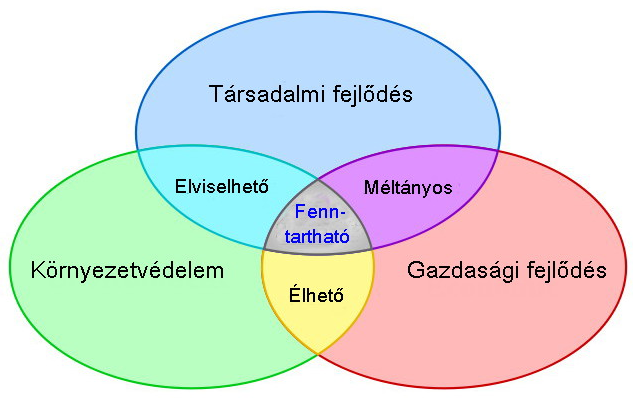 Társadalmi fejlődés
Elviselhető
Méltányos
Fenn-
tartható
Környezetvédelem
Gazdasági fejlődés
Élhető